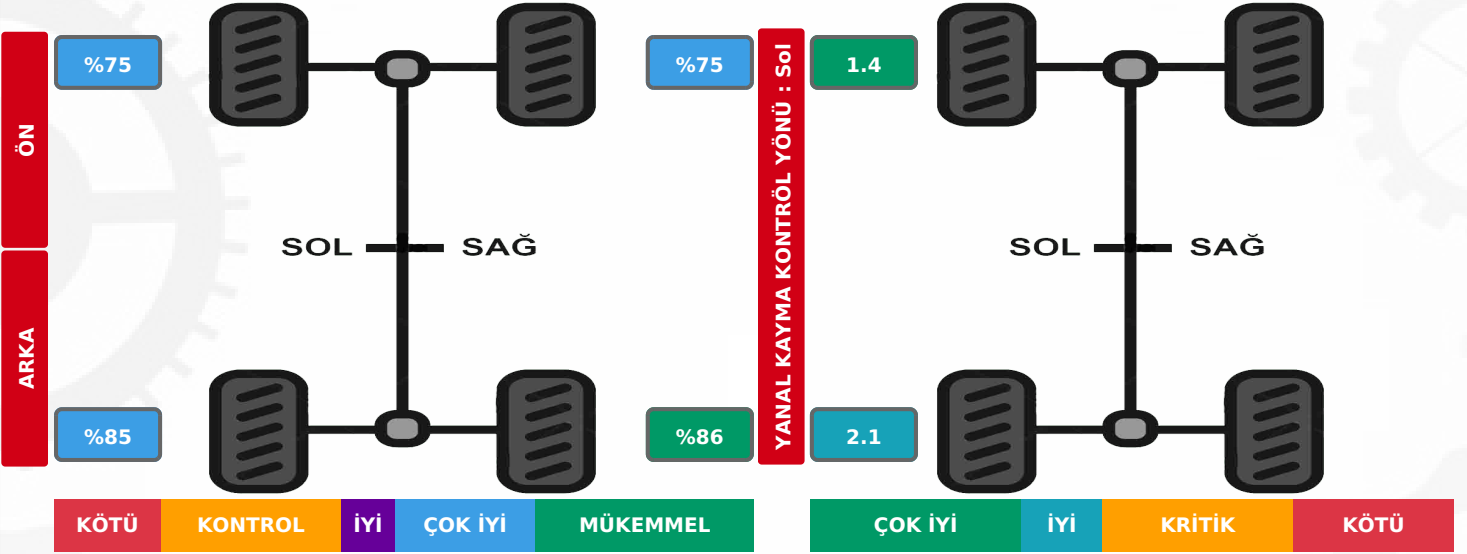 ÖN
%75
%75
YANAL KAYMA KONTRÖL YÖNÜ : Sol
1.4
SOL
SAĞ
SOL
SAĞ
ARKA
%85
%86
2.1
KÖTÜ
KONTROL
İYİ
ÇOK İYİ
MÜKEMMEL
ÇOK İYİ
İYİ
KRİTİK
KÖTÜ